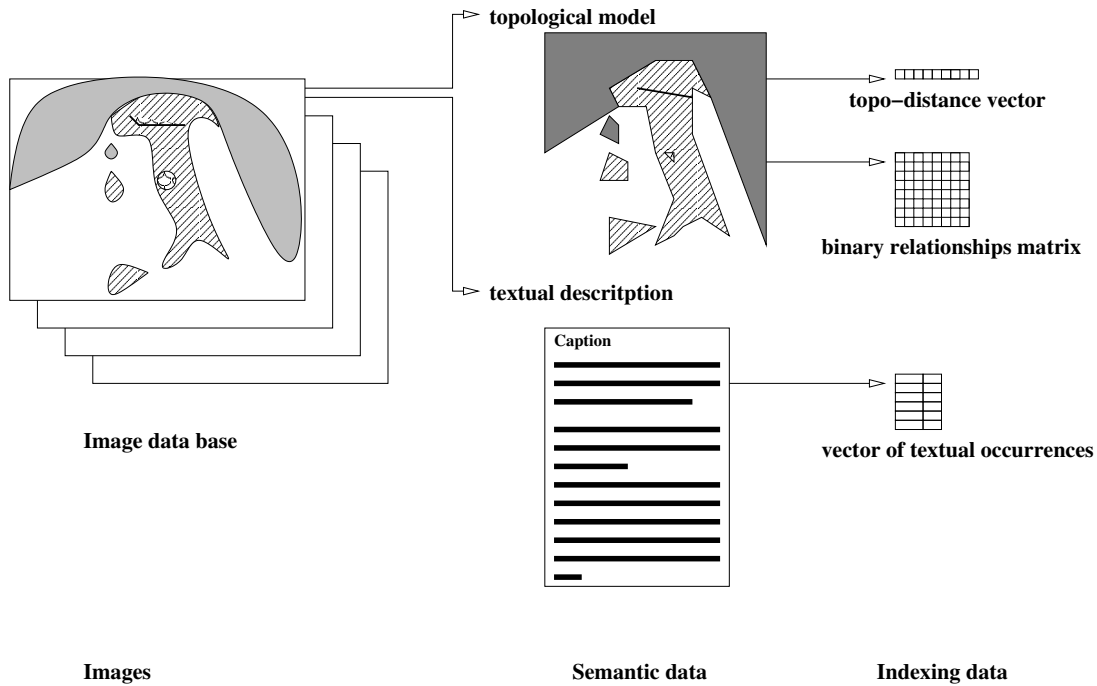 topological model
topo-distance vector
binary relationships matrix
textual descritption
Caption
Image data base
vector of textual occurrences
Images
Semantic data
Indexing data